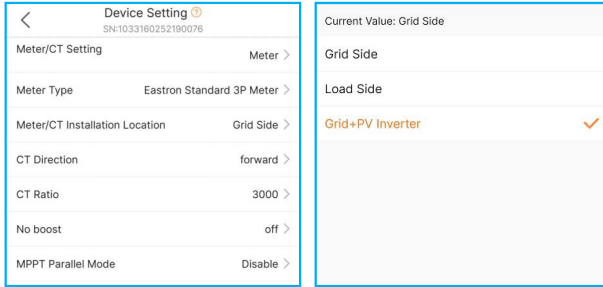 Device Setting ?
SN:1033160252190076
Meter/CT Setting Meter >
Meter Type Eastron Standard 3P Meter >
Meter/CT Installation Location Grid Side >
CT Direction forward >
CT Ratio 3000 >
No boost off >
MPPT Parallel Mode Disable >
Current Value: Grid Side
Grid Side
Load Side
Grid+PV Inverter